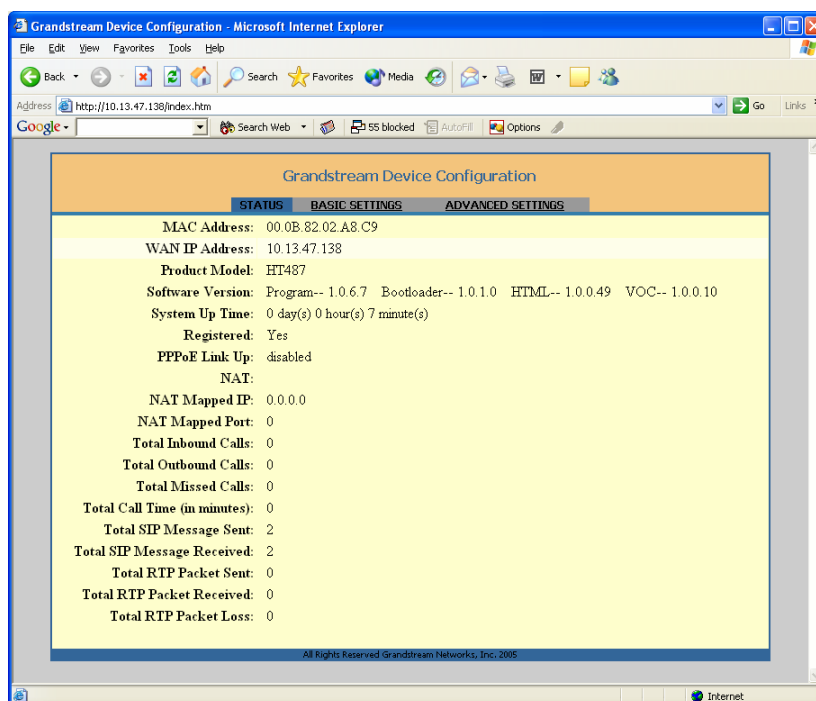 Grandstream Device Configuration - Microsoft Internet Explorer
File Edit View Favorites Tools Help
Back Search Favorites Media
Address http://10.13.47.138/index.htm Go Links
Google Search Web 55 blocked AutoFill Options
Grandstream Device Configuration
STATUS BASIC SETTINGS ADVANCED SETTINGS
MAC Address: 00.0B.82.02.A8.C9
WAN IP Address: 10.13.47.138
Product Model: HT487
Software Version: Program-- 1.0.6.7 Bootloader-- 1.0.1.0 HTML-- 1.0.0.49 VOC-- 1.0.0.10
System Up Time: 0 day(s) 0 hour(s) 7 minute(s)
Registered: Yes
PPPoE Link Up: disabled
NAT:
NAT Mapped IP: 0.0.0.0
NAT Mapped Port: 0
Total Inbound Calls: 0
Total Outbound Calls: 0
Total Missed Calls: 0
Total Call Time (in minutes): 0
Total SIP Message Sent: 2
Total SIP Message Received: 2
Total RTP Packet Sent: 0
Total RTP Packet Received: 0
Total RTP Packet Loss: 0
All Rights Reserved Grandstream Networks, Inc. 2005
Internet